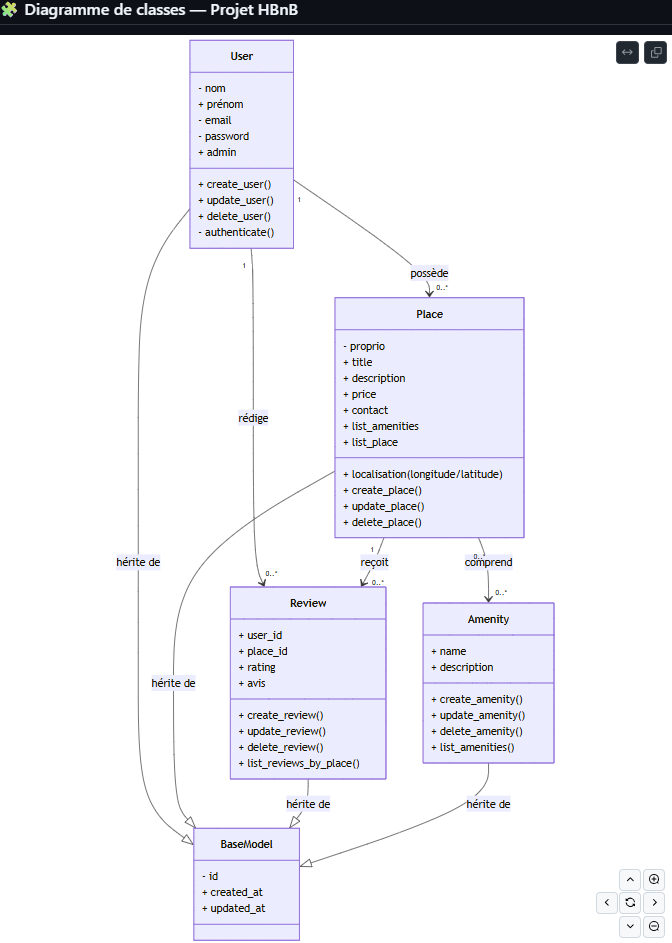 Diagramme de classes — Projet HBnB
User
- nom
+ prénom
- email
- password
+ admin
+ create_user()
+ update_user()
+ delete_user()
- authenticate()
1
1
possède
0..*
Place
- proprio
+ title
+ description
+ price
+ contact
+ list_amenities
+ list_place
+ localisation(longitude/latitude)
+ create_place()
+ update_place()
+ delete_place()
rédige
hérite de
1
reçoit
0..*
comprend
0..*
0..*
0..*
Review
+ user_id
+ place_id
+ rating
+ avis
+ create_review()
+ update_review()
+ delete_review()
+ list_reviews_by_place()
Amenity
+ name
+ description
+ create_amenity()
+ update_amenity()
+ delete_amenity()
+ list_amenities()
hérite de
hérite de
hérite de
BaseModel
- id
+ created_at
+ updated_at